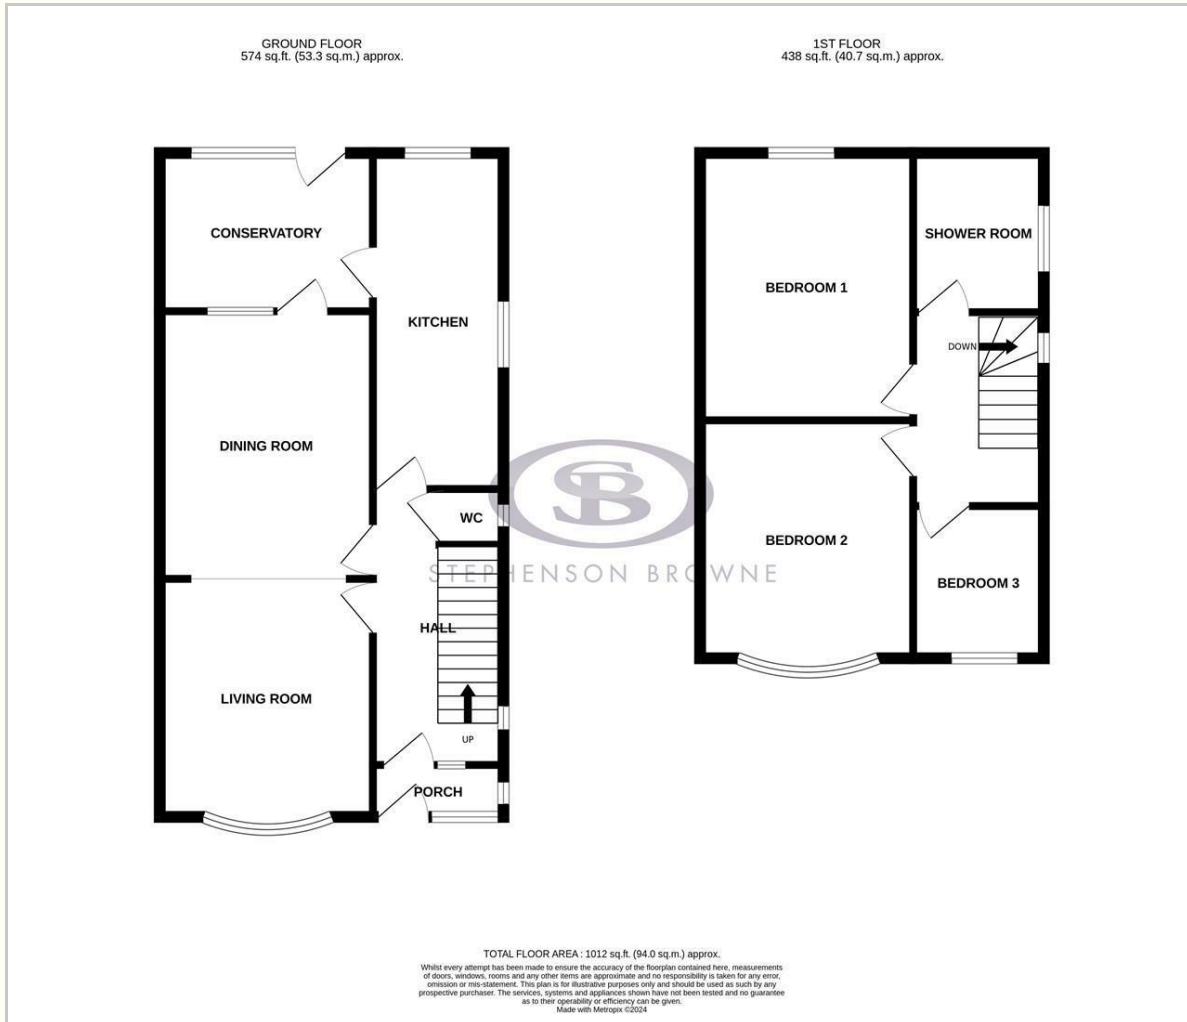 GROUND FLOOR
574 sq.ft. (53.3 sq.m.) approx.
1ST FLOOR
438 sq.ft. (40.7 sq.m.) approx.
CONSERVATORY
KITCHEN
DINING ROOM
WC
HALL
LIVING ROOM
UP
PORCH
SHOWER ROOM
BEDROOM 1
DOWN
BEDROOM 2
BEDROOM 3
SB
STEPHENSON BROWNE
TOTAL FLOOR AREA : 1012 sq.ft. (94.0 sq.m.) approx.
Whilst every attempt has been made to ensure the accuracy of the floorplan contained here, measurements
of doors, windows, rooms and any other items are approximate and no responsibility is taken for any error,
omission or mis-statement. This plan is for illustrative purposes only and should be used as such by any
prospective purchaser. The services, systems and appliances shown have not been tested and no guarantee
as to their operability or efficiency can be given.
Made with Metropix ©2024